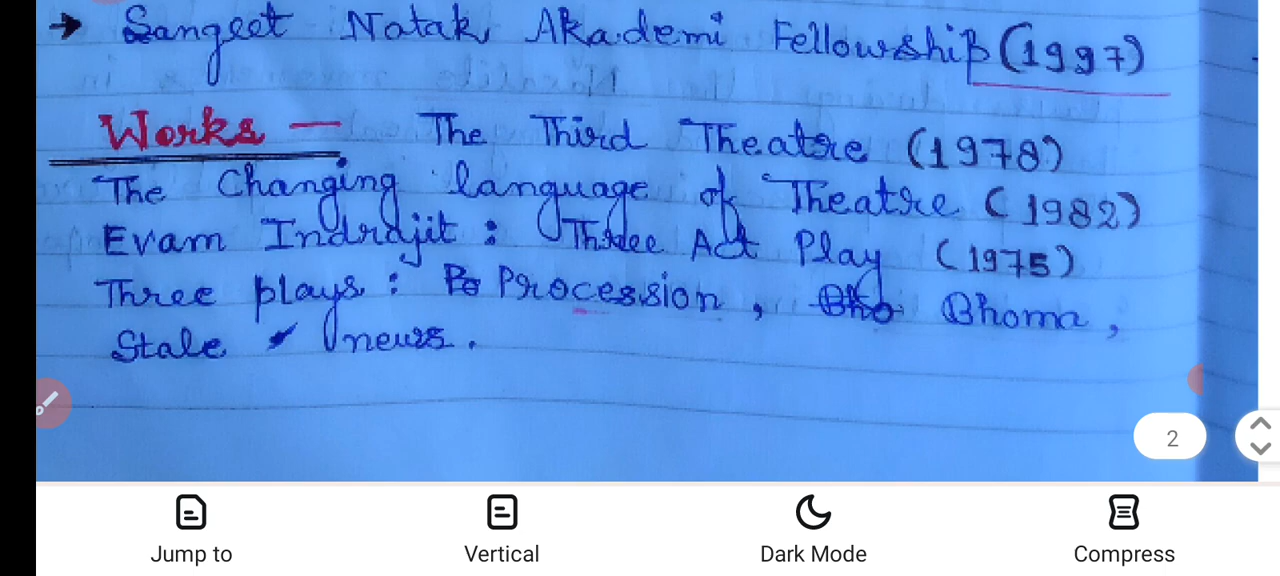 → Sangeet Natak Akademi Fellowship (1997)
Works — The Third Theatre (1978)
The Changing language of Theatre (1982)
Evam Indrajit : Three Act Play (1975)
Three plays : Procession, Bhoma,
Stale news.
2
Jump to Vertical Dark Mode Compress